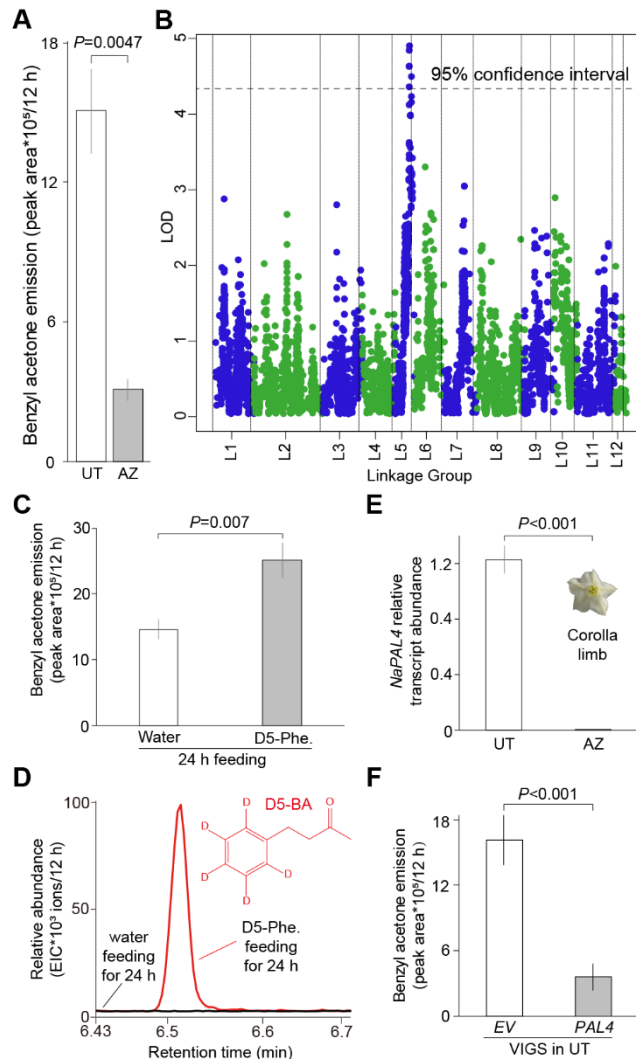 A
P=0.0047
Benzyl acetone emission (peak area*10⁵/12 h)
18
12
6
0
UT
AZ
B
95% confidence interval
LOD
5
4
3
2
1
0
L1
L2
L3
L4
L5
L6
L7
L8
L9
L10
L11
L12
Linkage Group
C
P=0.007
Benzyl acetone emission
(peak area*10⁵/12 h)
30
20
10
0
Water
D5-Phe.
24 h feeding
D
Relative abundance
(EIC*10³ ions/12 h)
100
50
0
D5-BA
D
D
D
D
D
O
water
feeding
for 24 h
D5-Phe.
feeding
for 24 h
6.43
6.5
6.6
6.7
Retention time (min)
E
P<0.001
NaPAL4 relative
transcript abundance
1.2
0.4
0.4
0
Corolla
limb
UT
AZ
F
P<0.001
Benzyl acetone emission
(peak area*10⁵/12 h)
18
12
6
0
EV
PAL4
VIGS in UT